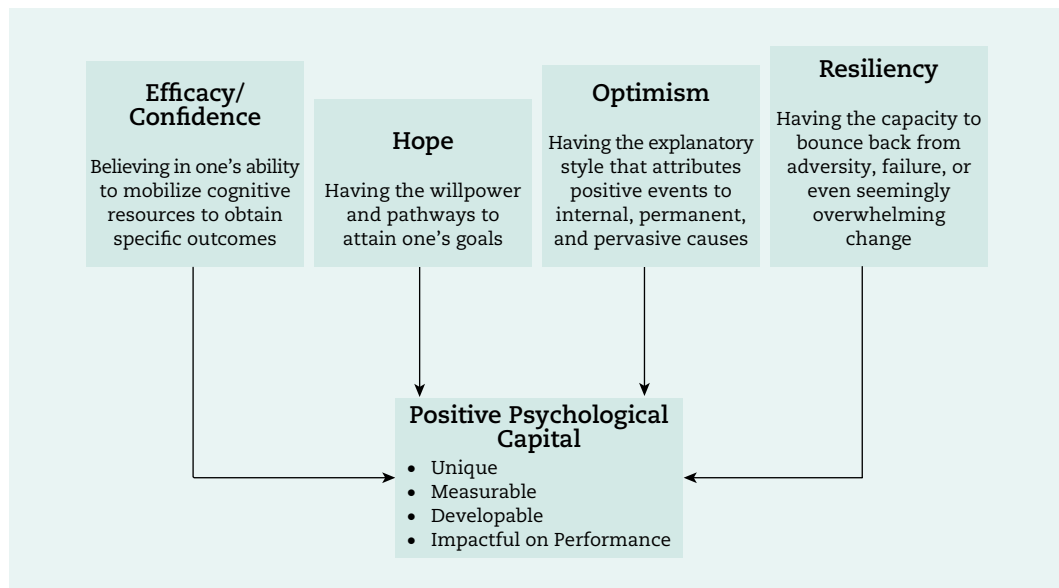 Efficacy/
Confidence
Believing in one's ability
to mobilize cognitive
resources to obtain
specific outcomes
Hope
Having the willpower
and pathways to
attain one's goals
Optimism
Having the explanatory
style that attributes
positive events to
internal, permanent,
and pervasive causes
Resiliency
Having the capacity to
bounce back from
adversity, failure, or
even seemingly
overwhelming
change
Positive Psychological
Capital
• Unique
• Measurable
• Developable
• Impactful on Performance